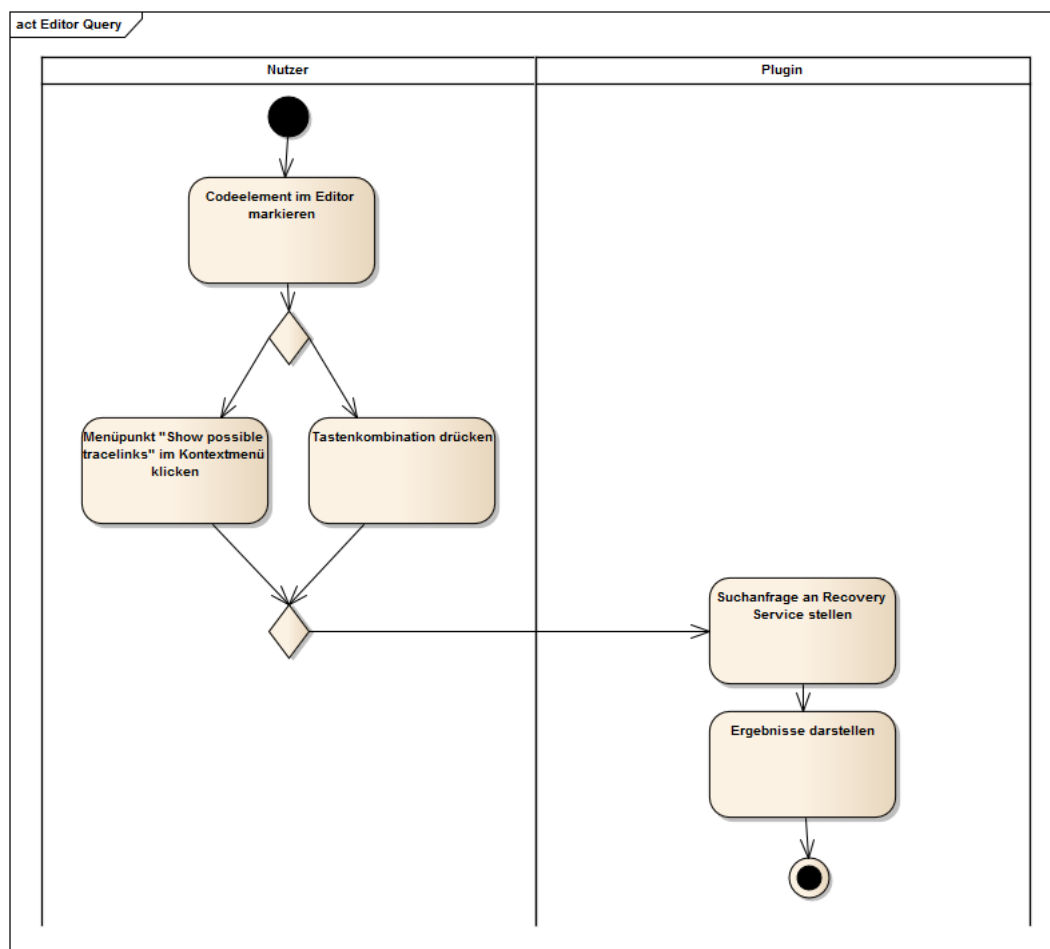 act Editor Query
Nutzer
Plugin
Codeelement im Editor
markieren
Menüpunkt "Show possible
tracelinks" im Kontextmenü
klicken
Tastenkombination drücken
Suchanfrage an Recovery
Service stellen
Ergebnisse darstellen